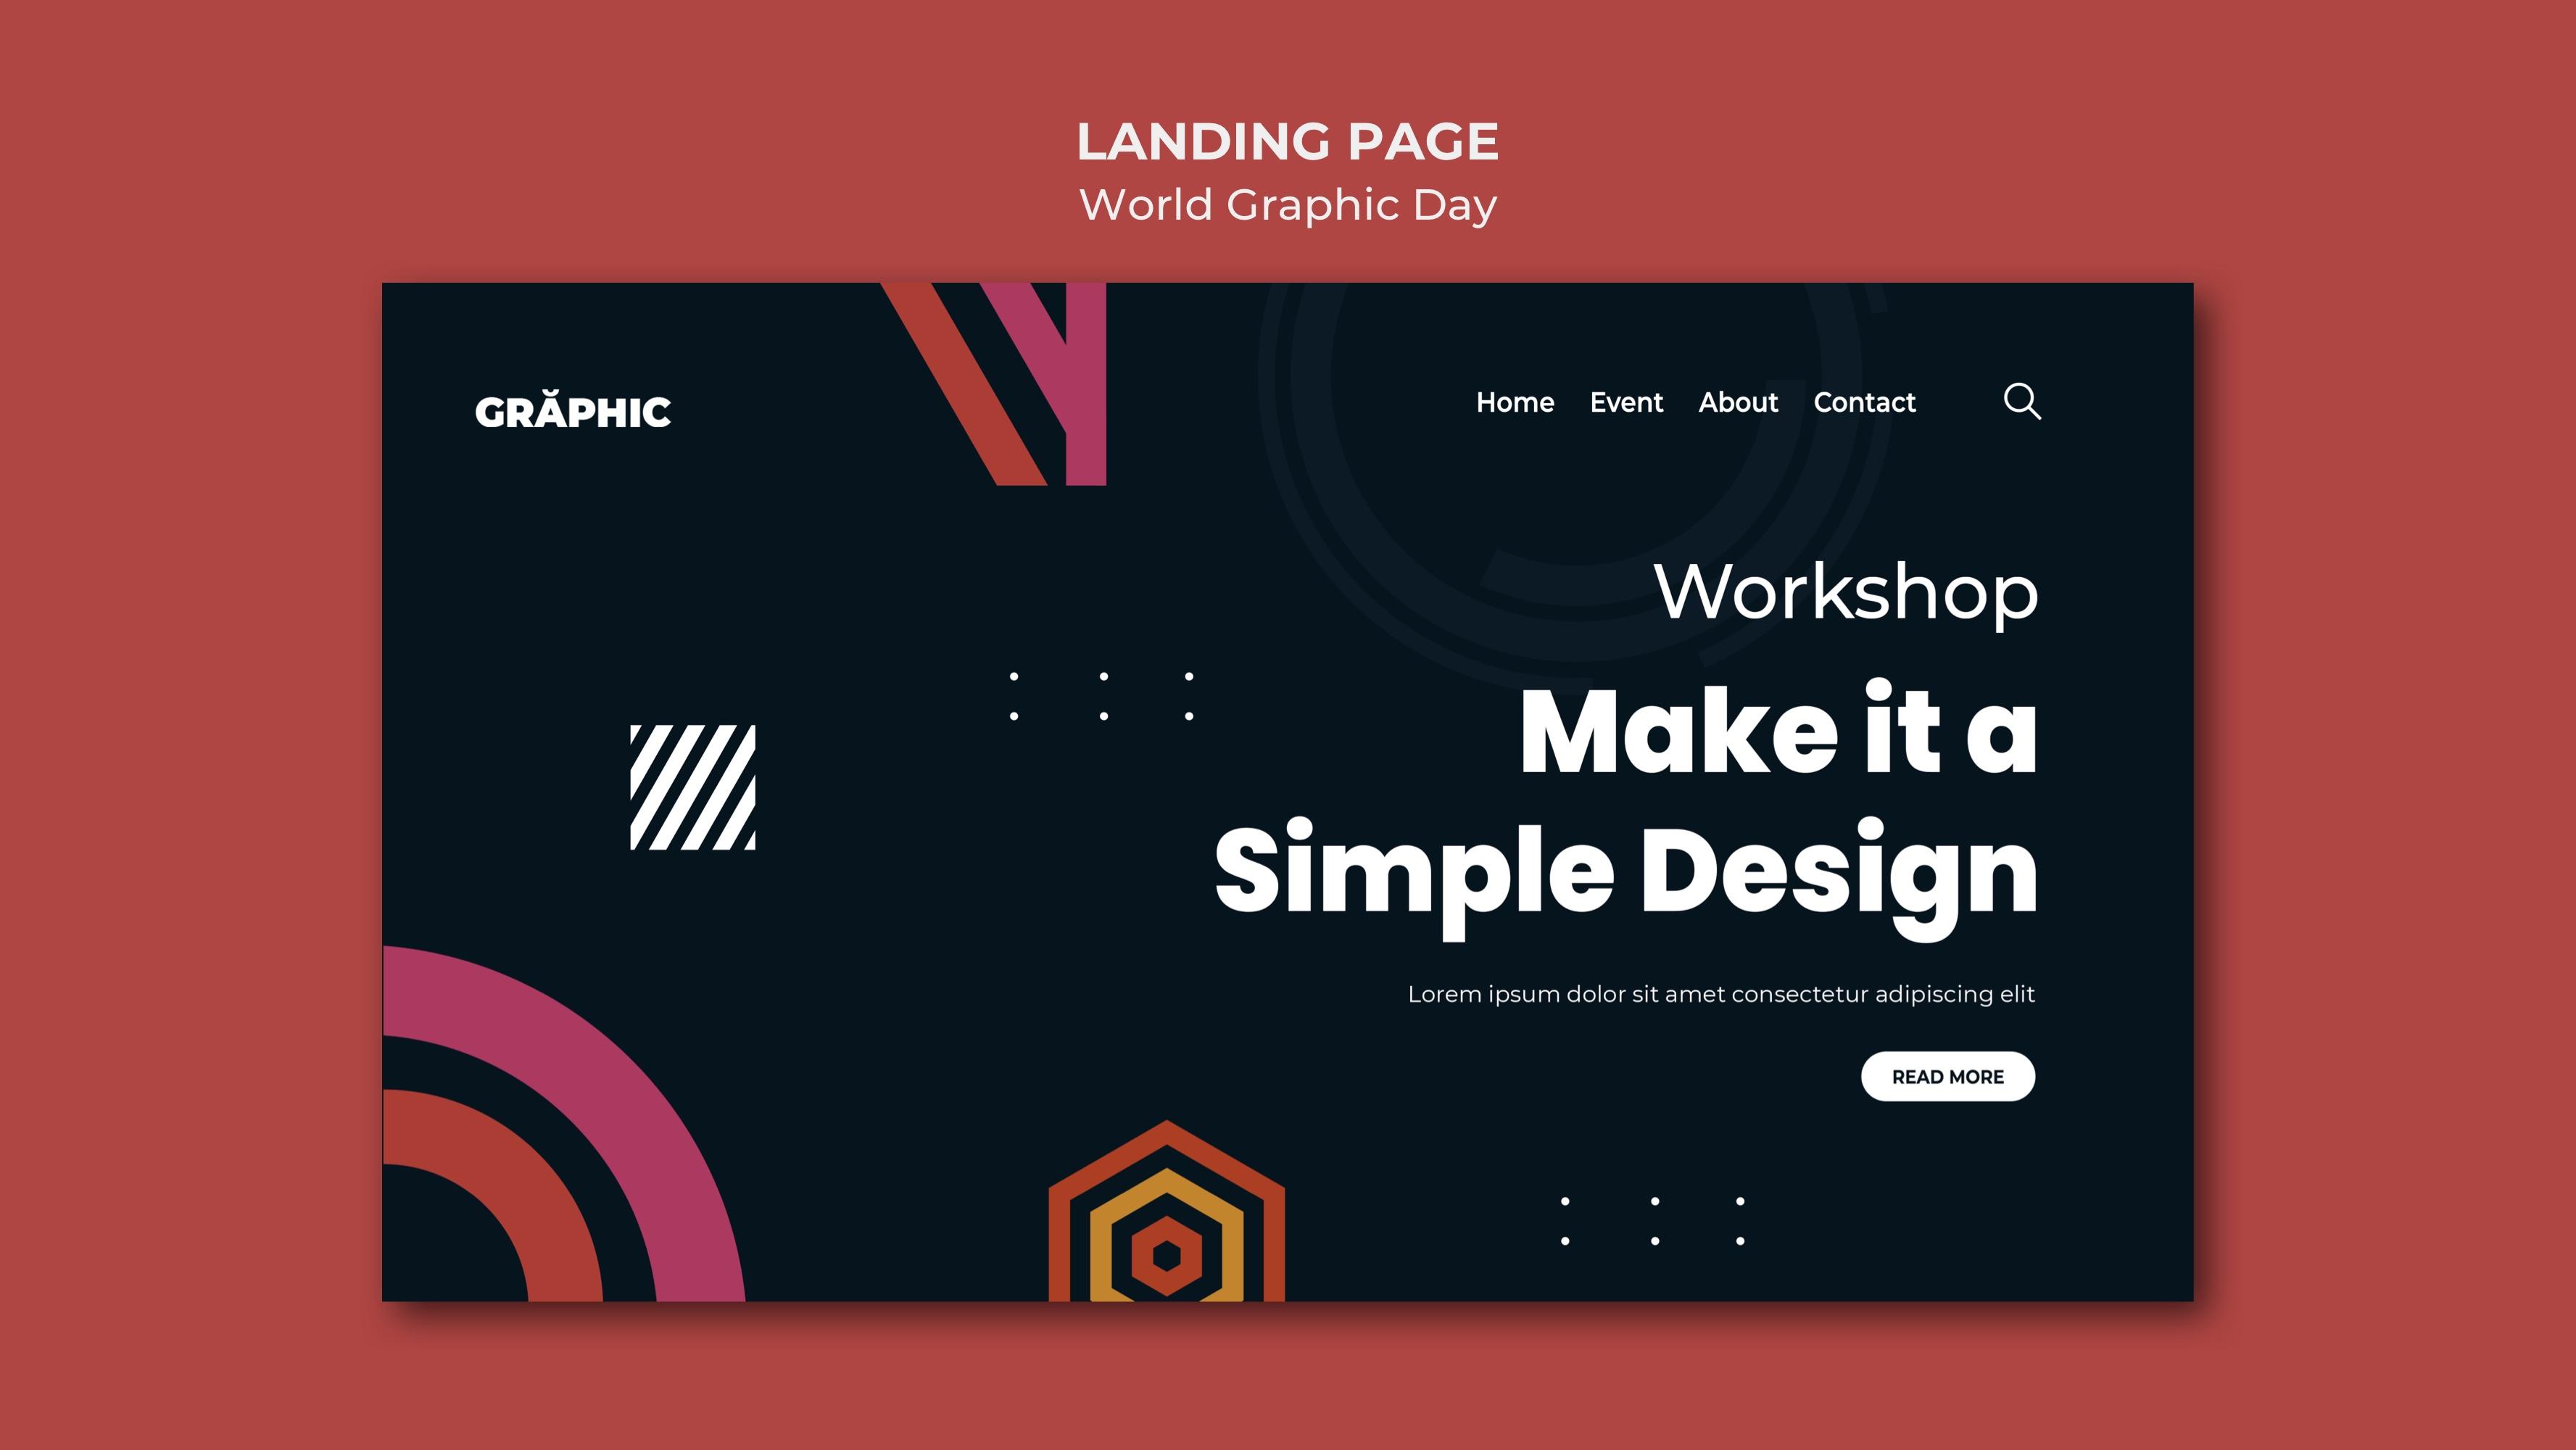 LANDING PAGE
World Graphic Day
GRĂPHIC
Home Event About Contact
Workshop
Make it a
Simple Design
Lorem ipsum dolor sit amet consectetur adipiscing elit
READ MORE